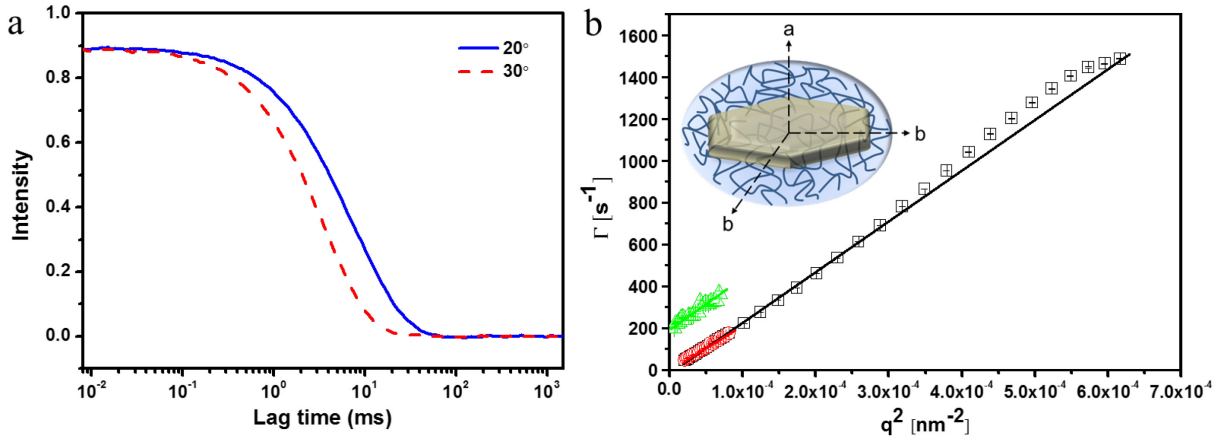 a
Intensity
1.0
0.8
0.6
0.4
0.2
0.0
20°
30°
10⁻² 10⁻¹ 10⁰ 10¹ 10² 10³
Lag time (ms)
b
Γ [s⁻¹]
1600
1400
1200
1000
800
600
400
200
0
a
b
b
0.0 1.0x10⁻⁴ 2.0x10⁻⁴ 3.0x10⁻⁴ 4.0x10⁻⁴ 5.0x10⁻⁴ 6.0x10⁻⁴ 7.0x10⁻⁴
q² [nm⁻²]